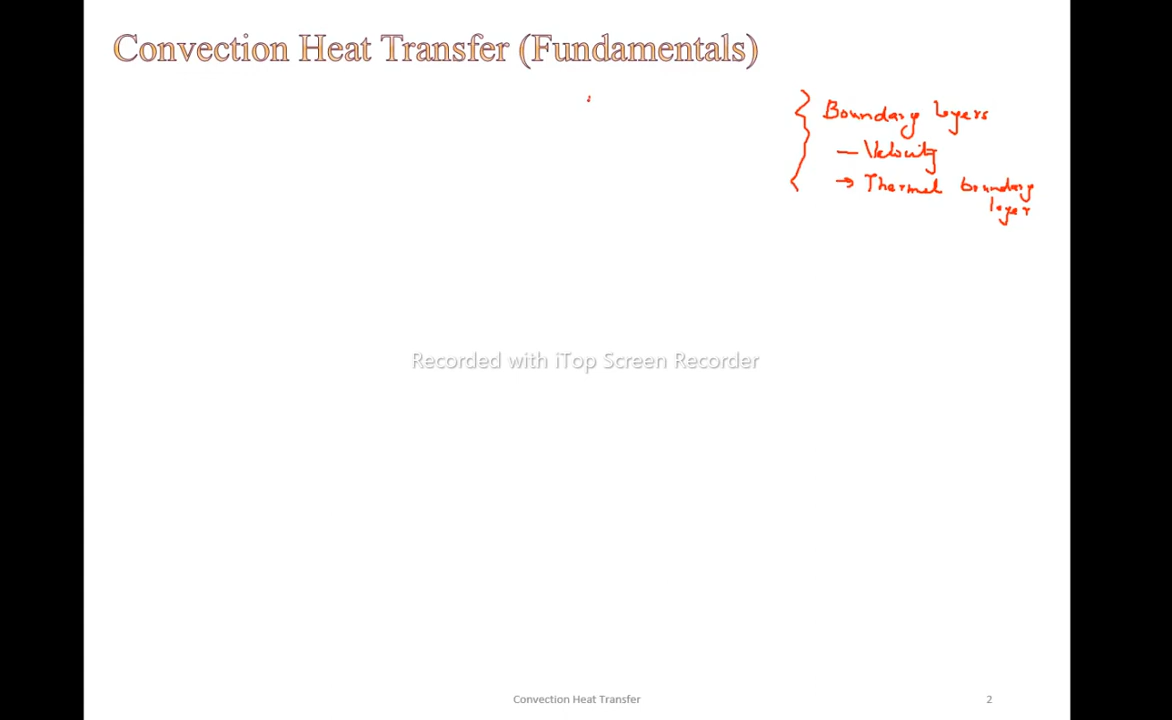 Convection Heat Transfer (Fundamentals)
Boundary layers
— Velocity
→ Thermal boundary
layer
Recorded with iTop Screen Recorder
Convection Heat Transfer
2